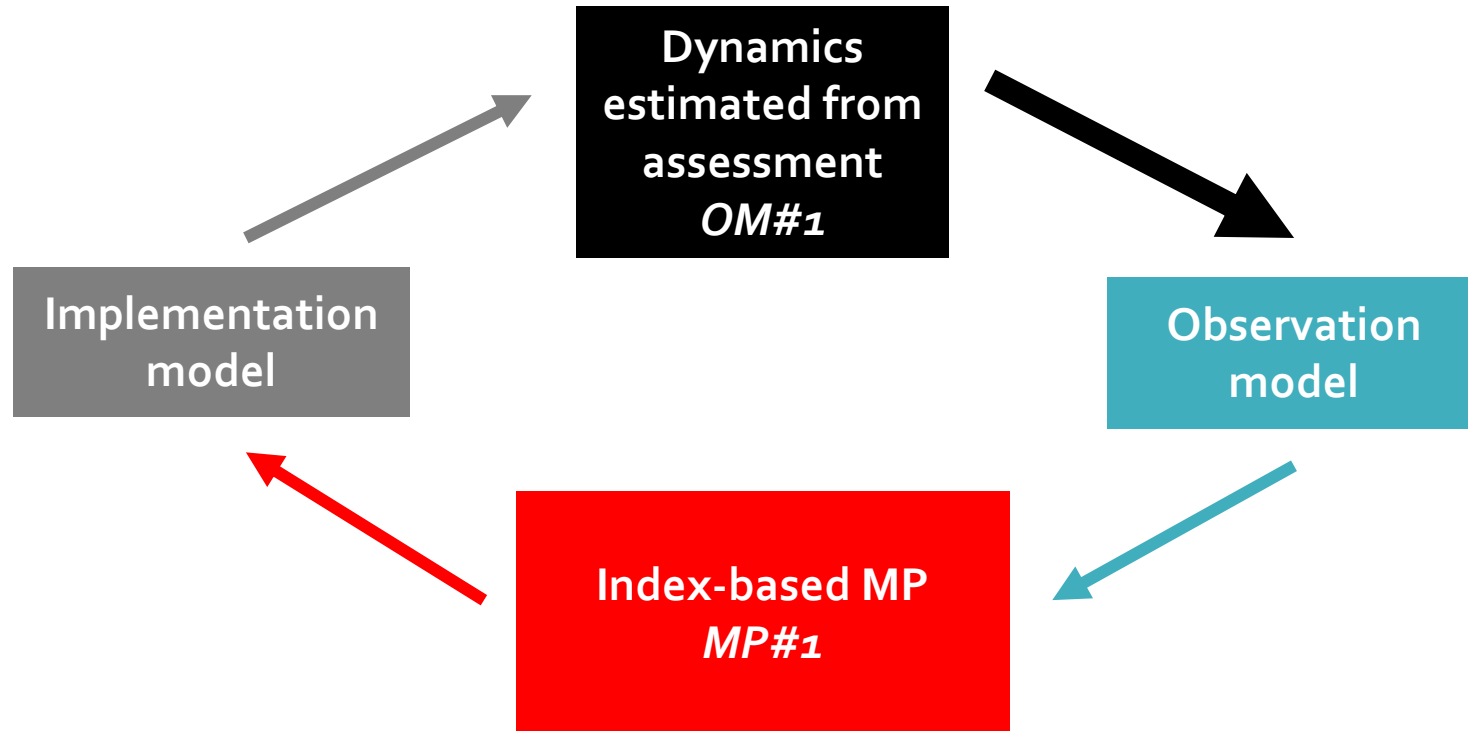 Dynamics
estimated from
assessment
OM#1
Implementation
model
Observation
model
Index-based MP
MP#1